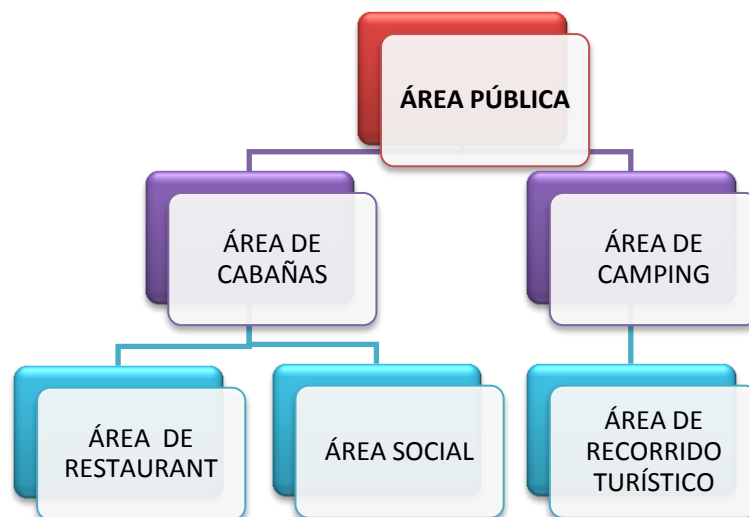 ÁREA PÚBLICA
ÁREA DE
CABAÑAS
ÁREA DE
CAMPING
ÁREA DE
RESTAURANT
ÁREA SOCIAL
ÁREA DE
RECORRIDO
TURÍSTICO